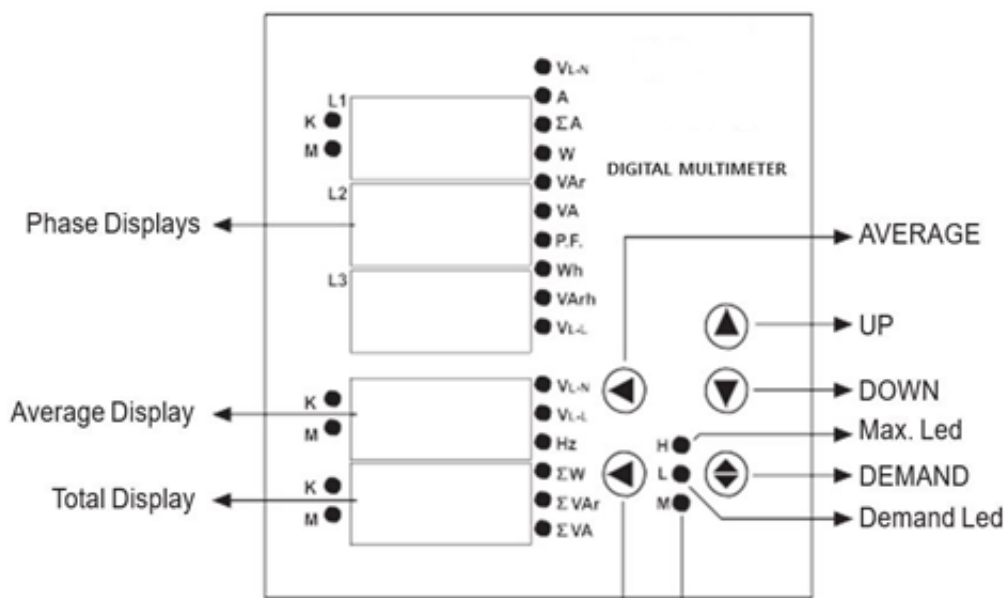 VL-N
L1
A
K
ΣA
M
W
DIGITAL MULTIMETER
VAr
L2
VA
Phase Displays
AVERAGE
P.F.
Wh
L3
VArh
VL-L
UP
VL-N
DOWN
K
Average Display
VL-L
Max. Led
M
Hz
H
ΣW
L
DEMAND
K
Total Display
ΣVAr
M
M
Demand Led
ΣVA